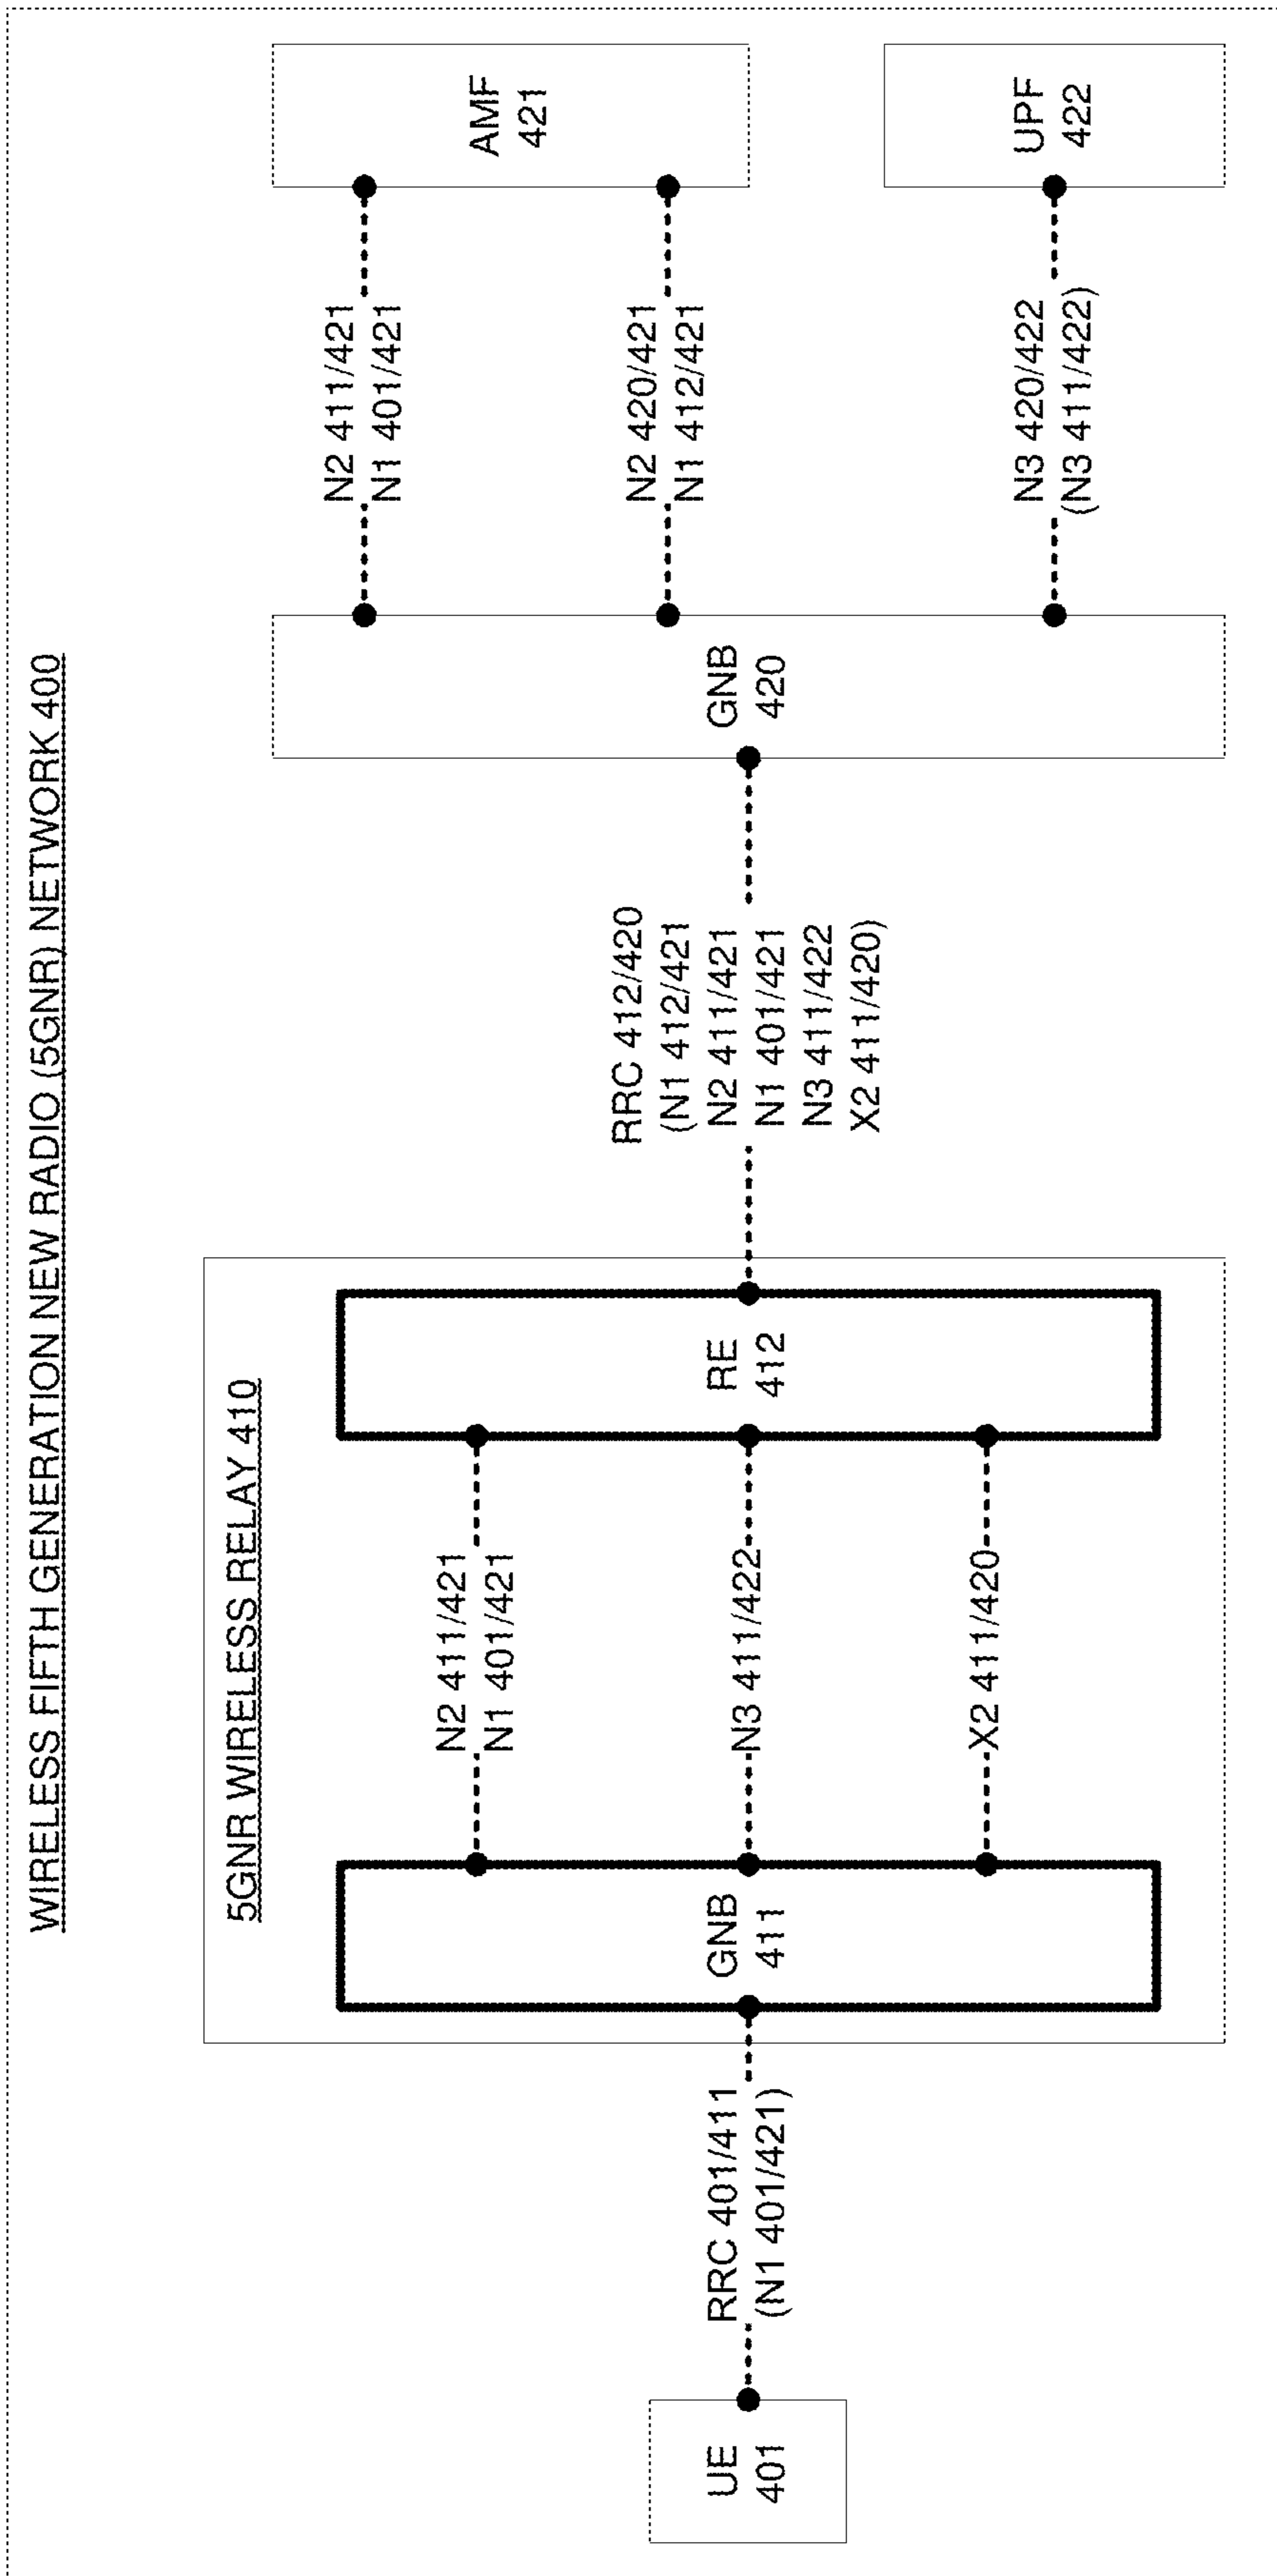 WIRELESS FIFTH GENERATION NEW RADIO (5GNR) NETWORK 400
5GNR WIRELESS RELAY 410
UE
401
RRC 401/411
(N1 401/421)
GNB
411
N2 411/421
N1 401/421
N3 411/422
X2 411/420
RE
412
RRC 412/420
(N1 412/421
N2 411/421
N1 401/421
N3 411/422
X2 411/420)
GNB
420
N2 411/421
N1 401/421
N2 420/421
N1 412/421
N3 420/422
(N3 411/422)
AMF
421
UPF
422